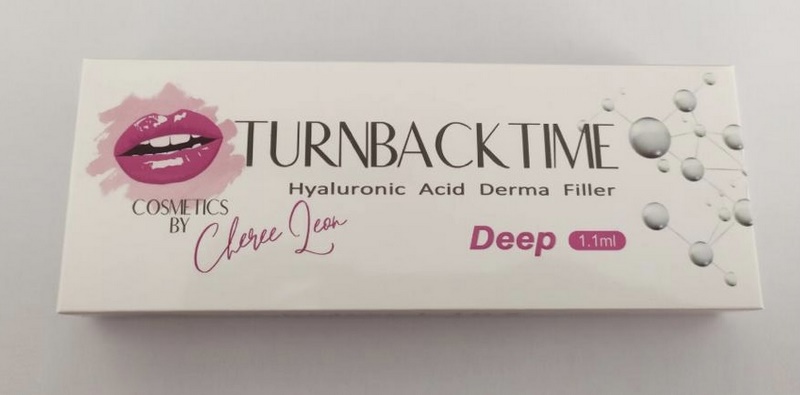 TURNBACKTIME
Hyaluronic Acid Derma Filler
COSMETICS
BY Cheree Leon
Deep 1.1ml